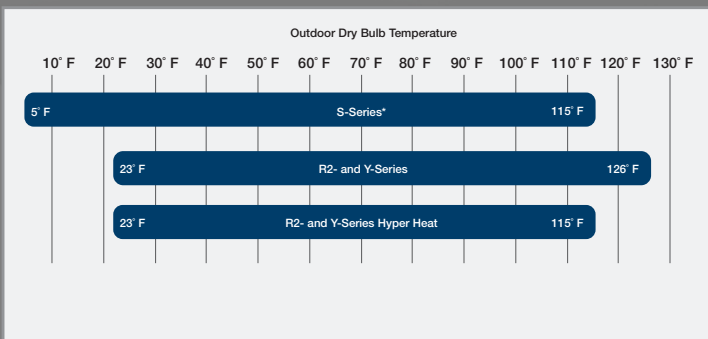 Outdoor Dry Bulb Temperature
10° F 20° F 30° F 40° F 50° F 60° F 70° F 80° F 90° F 100° F 110° F 120° F 130° F
5° F S-Series* 115° F
23° F R2- and Y-Series 126° F
23° F R2- and Y-Series Hyper Heat 115° F